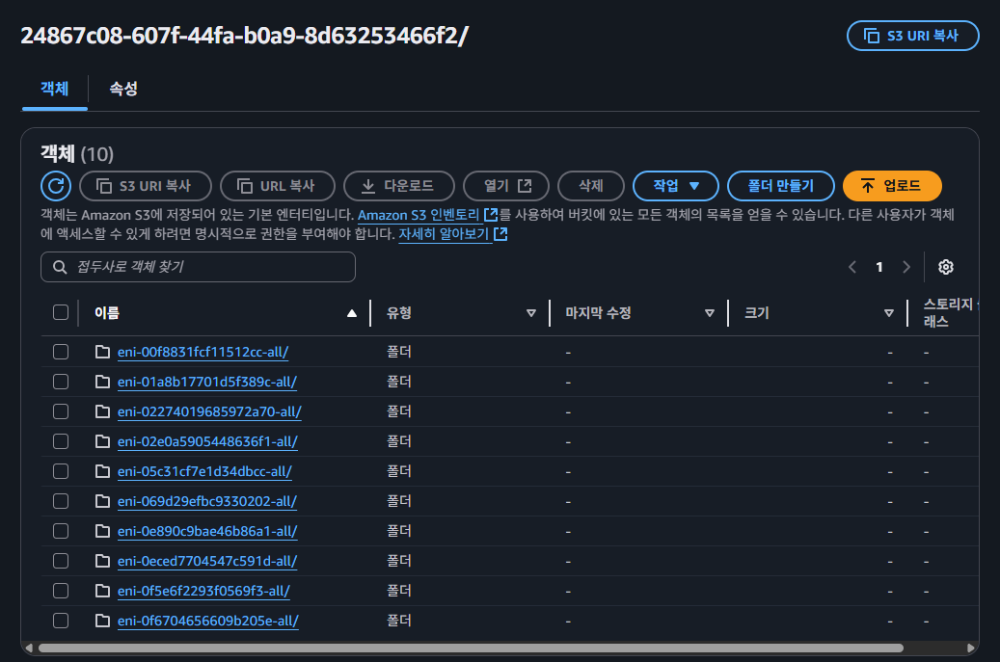 24867c08-607f-44fa-b0a9-8d63253466f2/
S3 URI 복사
객체 속성
객체 (10)
S3 URI 복사 URL 복사 다운로드 열기 삭제 작업 폴더 만들기 업로드
객체는 Amazon S3에 저장되어 있는 기본 엔터티입니다. Amazon S3 인벤토리를 사용하여 버킷에 있는 모든 객체의 목록을 얻을 수 있습니다. 다른 사용자가 객체
에 액세스할 수 있게 하려면 명시적으로 권한을 부여해야 합니다. 자세히 알아보기
접두사로 객체 찾기
1
이름 유형 마지막 수정 크기 스토리지
래스
eni-00f8831fcf11512cc-all/ 폴더 - - -
eni-01a8b17701d5f389c-all/ 폴더 - - -
eni-02274019685972a70-all/ 폴더 - - -
eni-02e0a5905448636f1-all/ 폴더 - - -
eni-05c31cf7e1d34dbcc-all/ 폴더 - - -
eni-069d29efbc9330202-all/ 폴더 - - -
eni-0e890c9bae46b86a1-all/ 폴더 - - -
eni-0eced7704547c591d-all/ 폴더 - - -
eni-0f5e6f2293f0569f3-all/ 폴더 - - -
eni-0f6704656609b205e-all/ 폴더 - - -